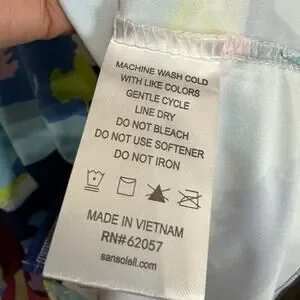 MACHINE WASH COLD
WITH LIKE COLORS
GENTLE CYCLE
LINE DRY
DO NOT BLEACH
DO NOT USE SOFTENER
DO NOT IRON
MADE IN VIETNAM
RN#62057
sansoleil.com